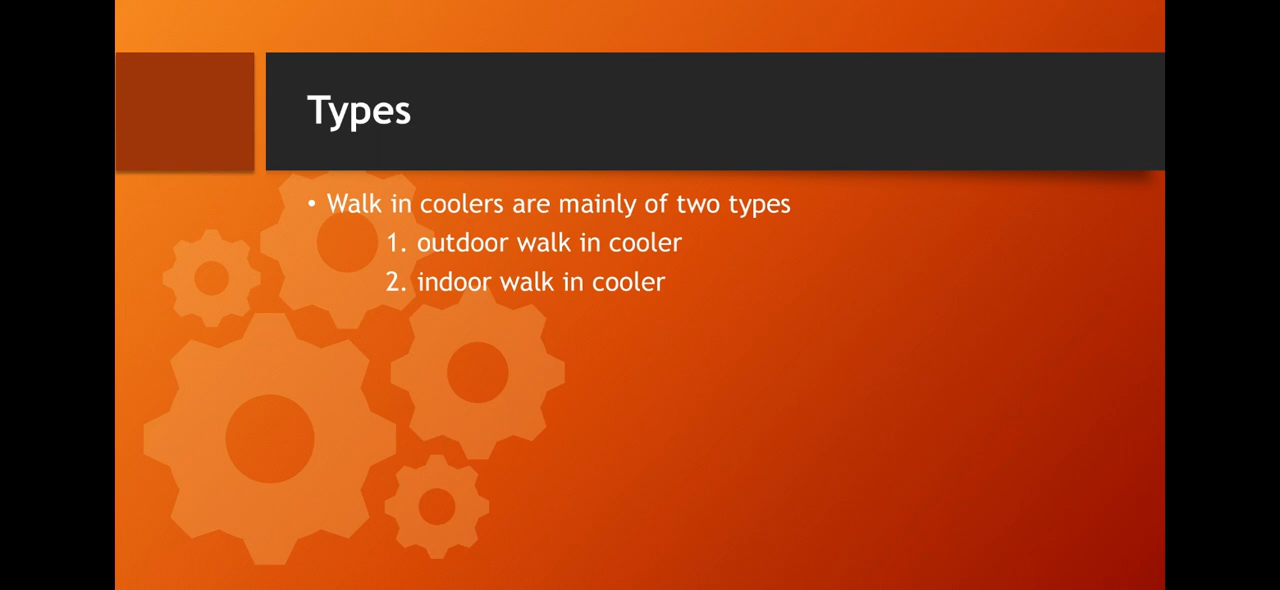 Types
• Walk in coolers are mainly of two types
1. outdoor walk in cooler
2. indoor walk in cooler